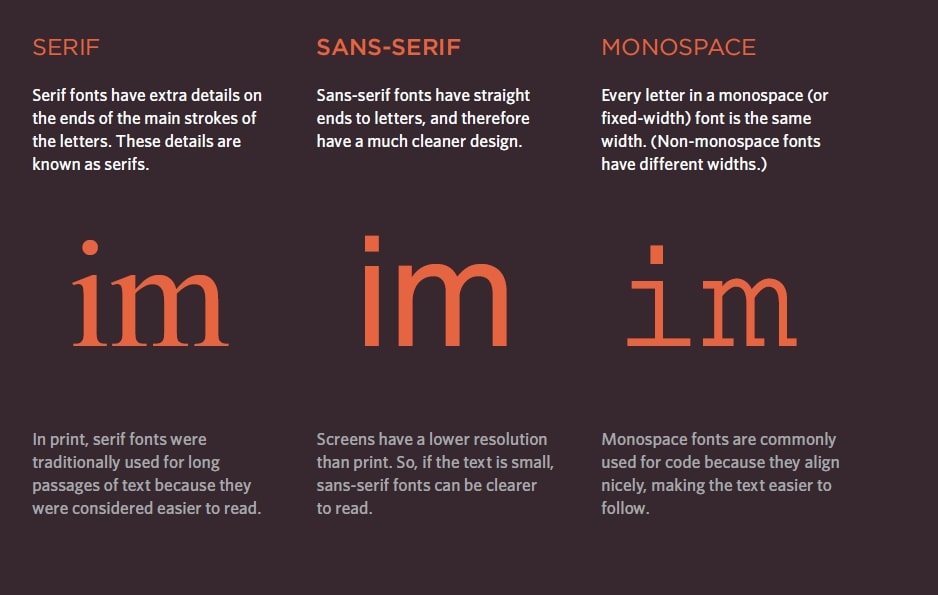 SERIF
Serif fonts have extra details on
the ends of the main strokes of
the letters. These details are
known as serifs.
im
In print, serif fonts were
traditionally used for long
passages of text because they
were considered easier to read.
SANS-SERIF
Sans-serif fonts have straight
ends to letters, and therefore
have a much cleaner design.
im
Screens have a lower resolution
than print. So, if the text is small,
sans-serif fonts can be clearer
to read.
MONOSPACE
Every letter in a monospace (or
fixed-width) font is the same
width. (Non-monospace fonts
have different widths.)
im
Monospace fonts are commonly
used for code because they align
nicely, making the text easier to
follow.